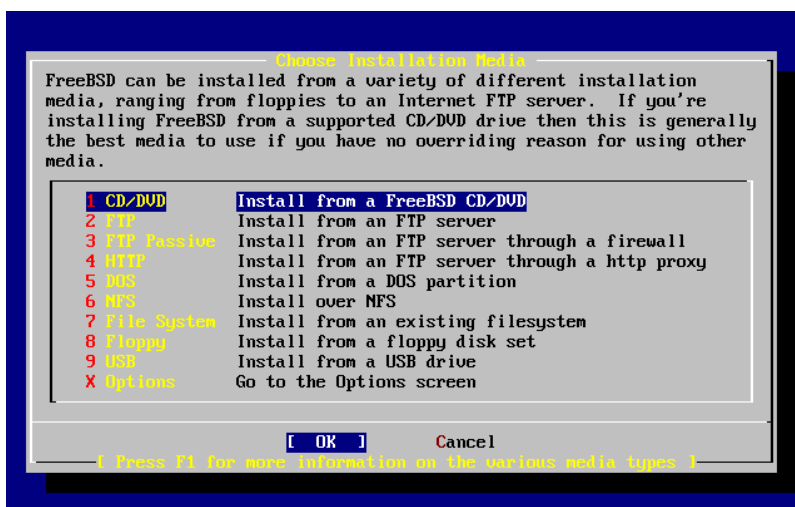 Choose Installation Media
FreeBSD can be installed from a variety of different installation
media, ranging from floppies to an Internet FTP server.  If you're
installing FreeBSD from a supported CD/DVD drive then this is generally
the best media to use if you have no overriding reason for using other
media.
1 CD/DVD Install from a FreeBSD CD/DVD
2 FTP Install from an FTP server
3 FTP Passive Install from an FTP server through a firewall
4 HTTP Install from an FTP server through a http proxy
5 DOS Install from a DOS partition
6 NFS Install over NFS
7 File System Install from an existing filesystem
8 Floppy Install from a floppy disk set
9 USB Install from a USB drive
X Options Go to the Options screen
[ OK ] Cancel
[ Press F1 for more information on the various media types ]